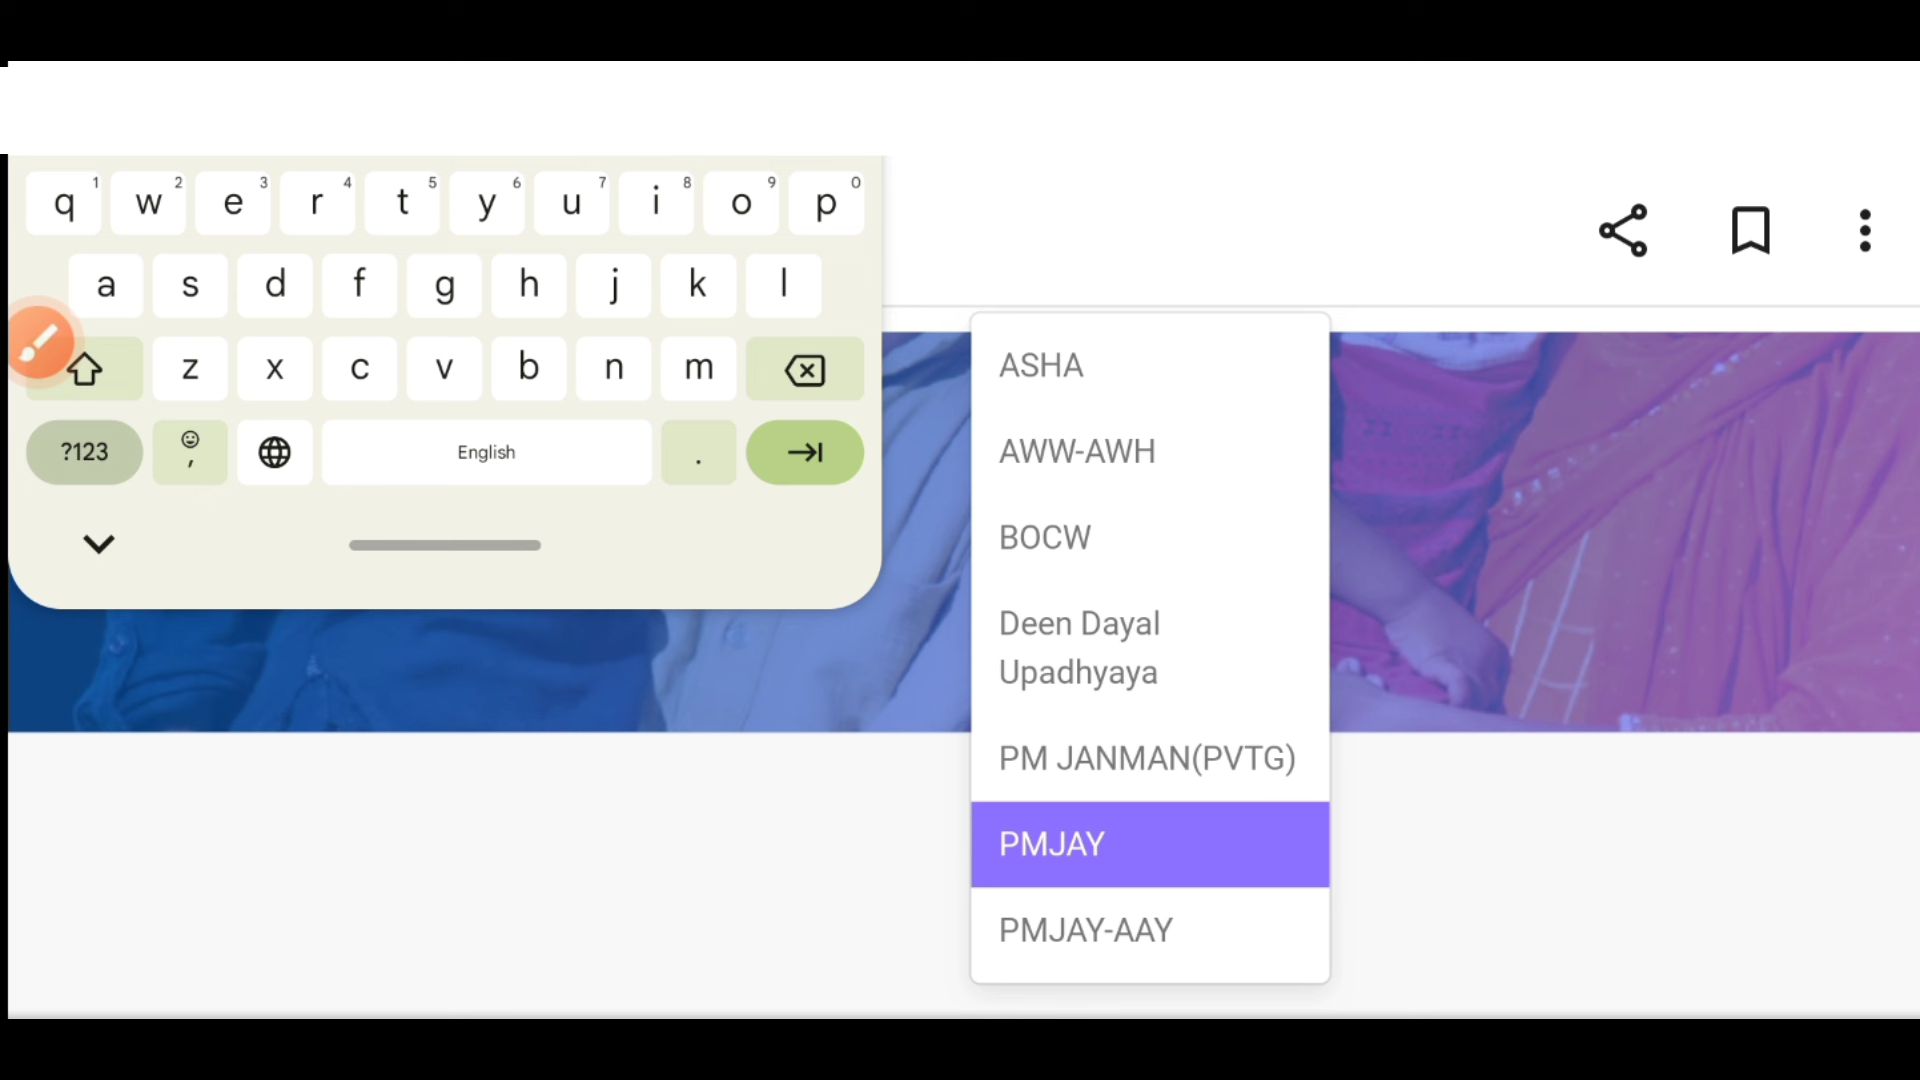 q 1 w 2 e 3 r 4 t 5 y 6 u 7 i 8 o 9 p 0
a s d f g h j k l
z x c v b n m
?123 , English .
ASHA
AWW-AWH
BOCW
Deen Dayal
Upadhyaya
PM JANMAN(PVTG)
PMJAY
PMJAY-AAY